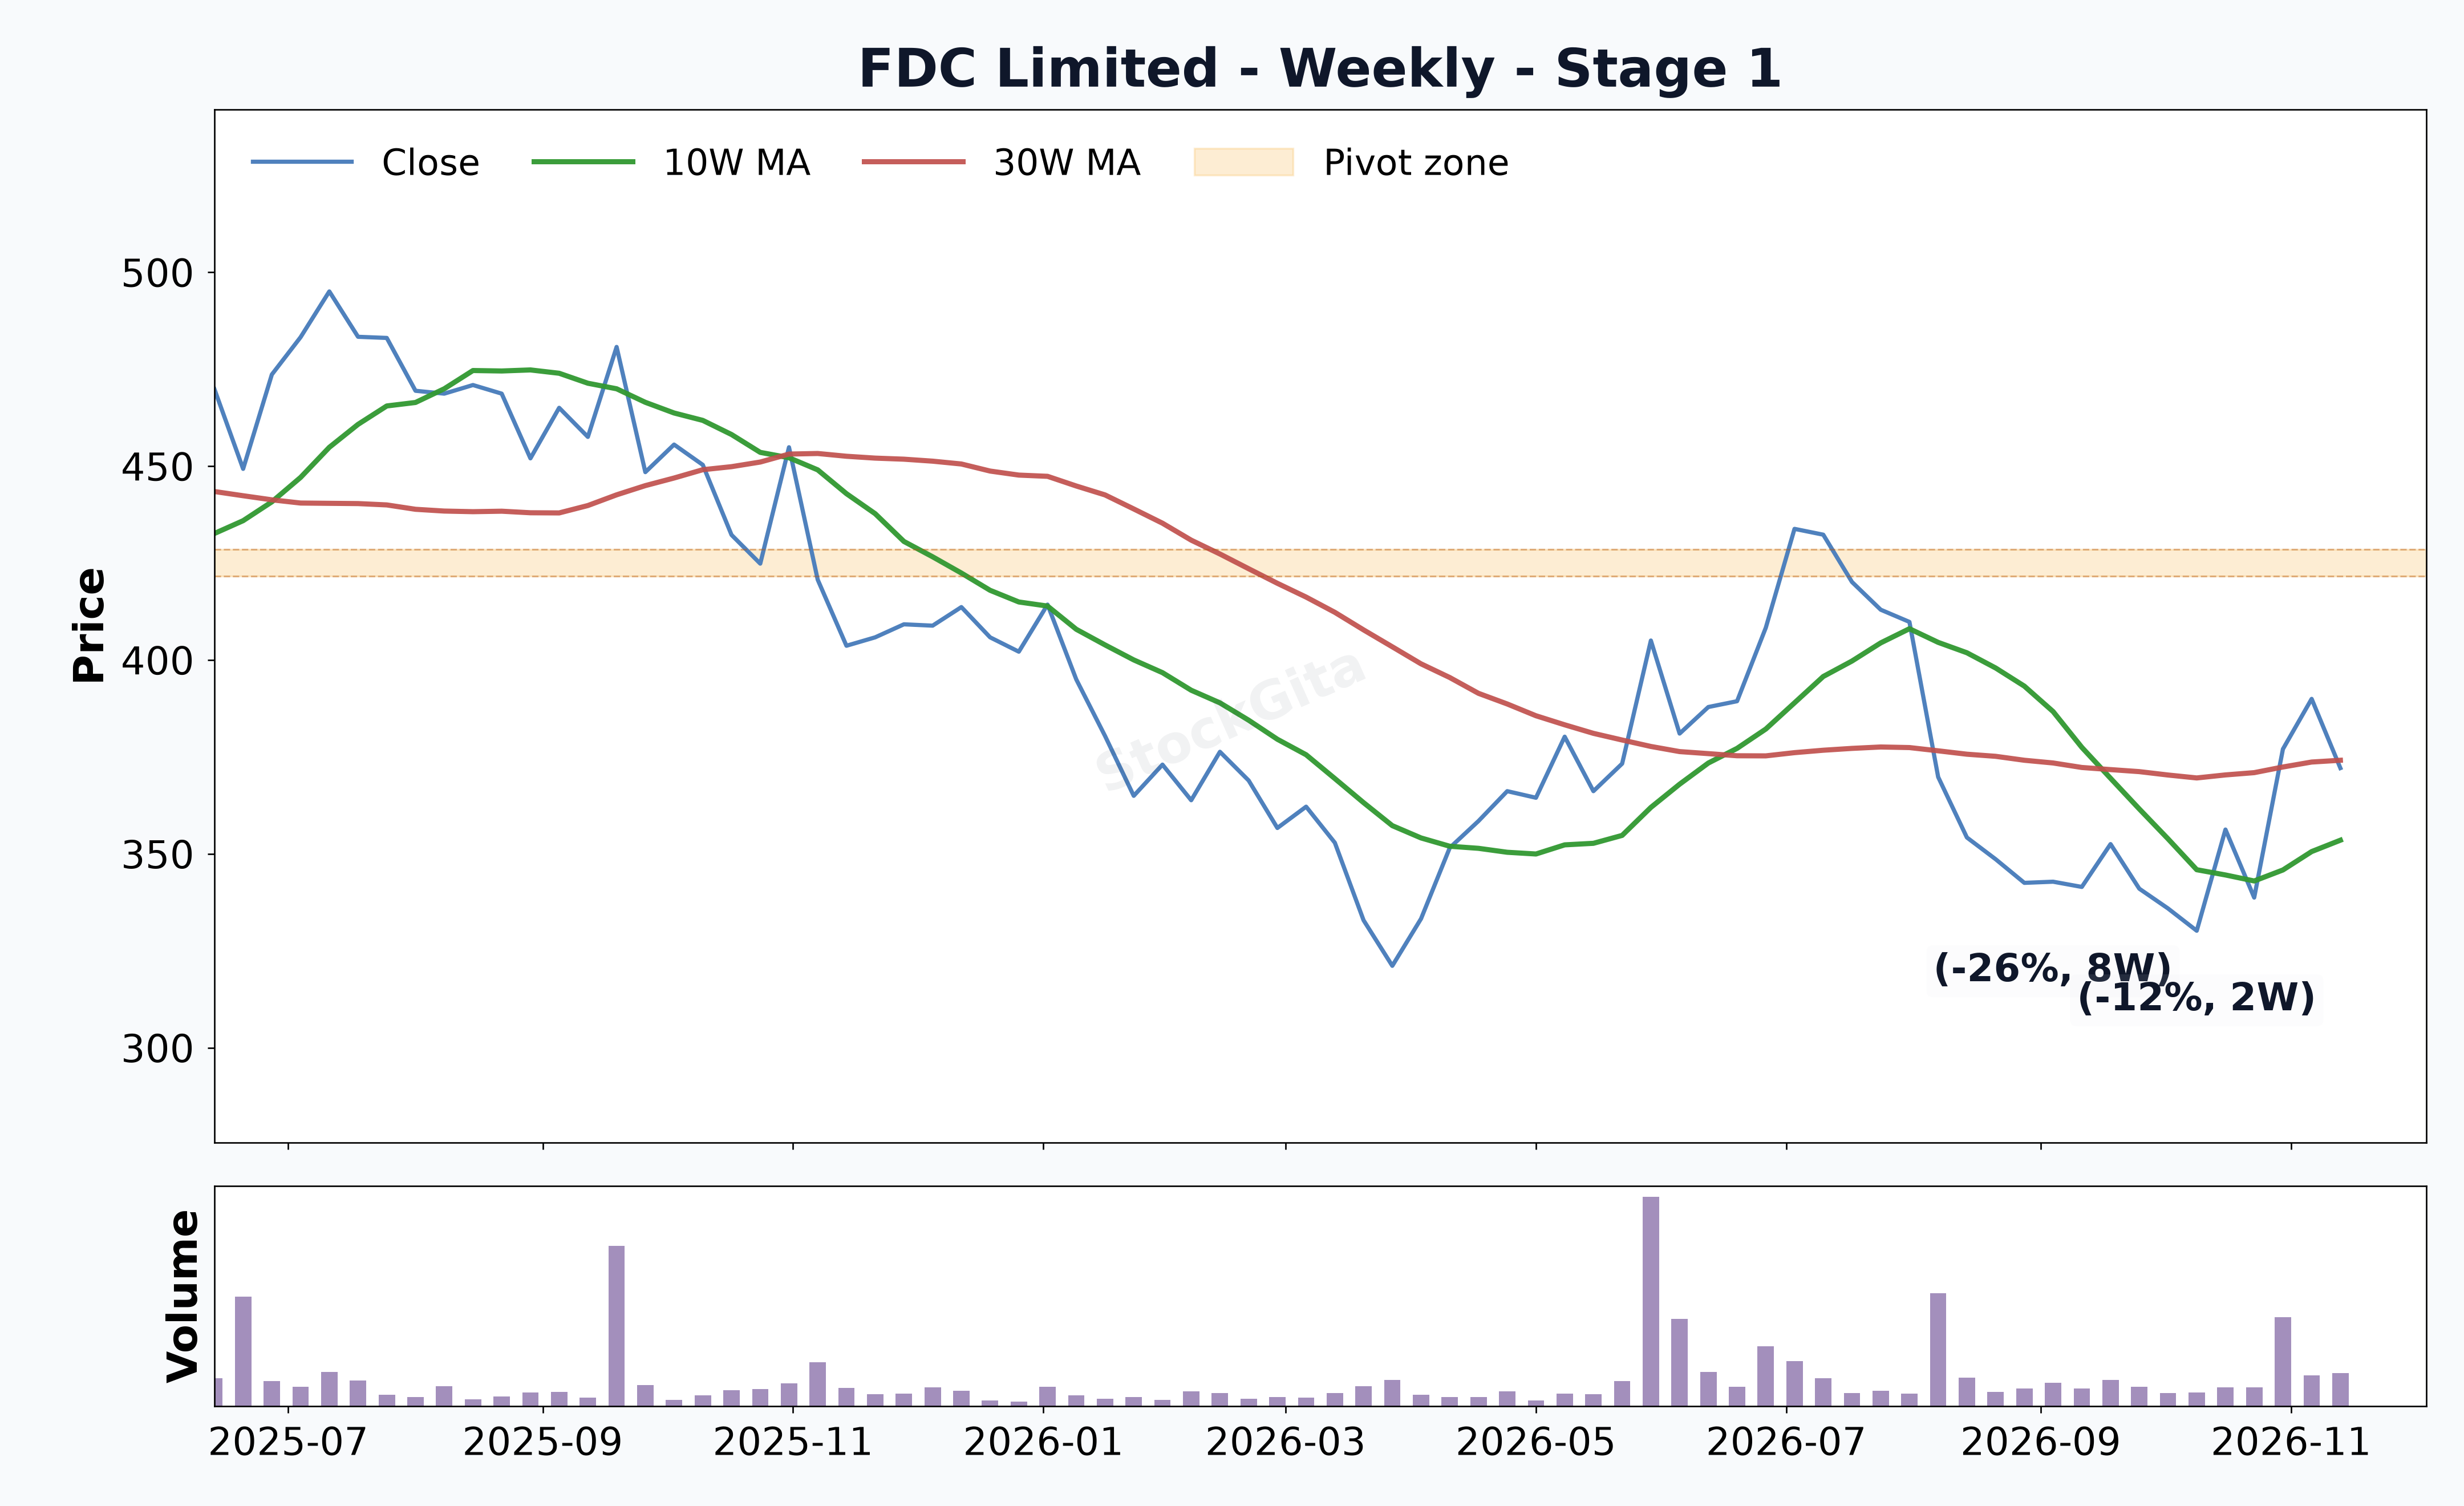 FDC Limited - Weekly - Stage 1
Close 10W MA 30W MA Pivot zone
500
450
400
350
300
Price
StockGita
(-26%, 8W)
(-12%, 2W)
Volume
2025-07 2025-09 2025-11 2026-01 2026-03 2026-05 2026-07 2026-09 2026-11